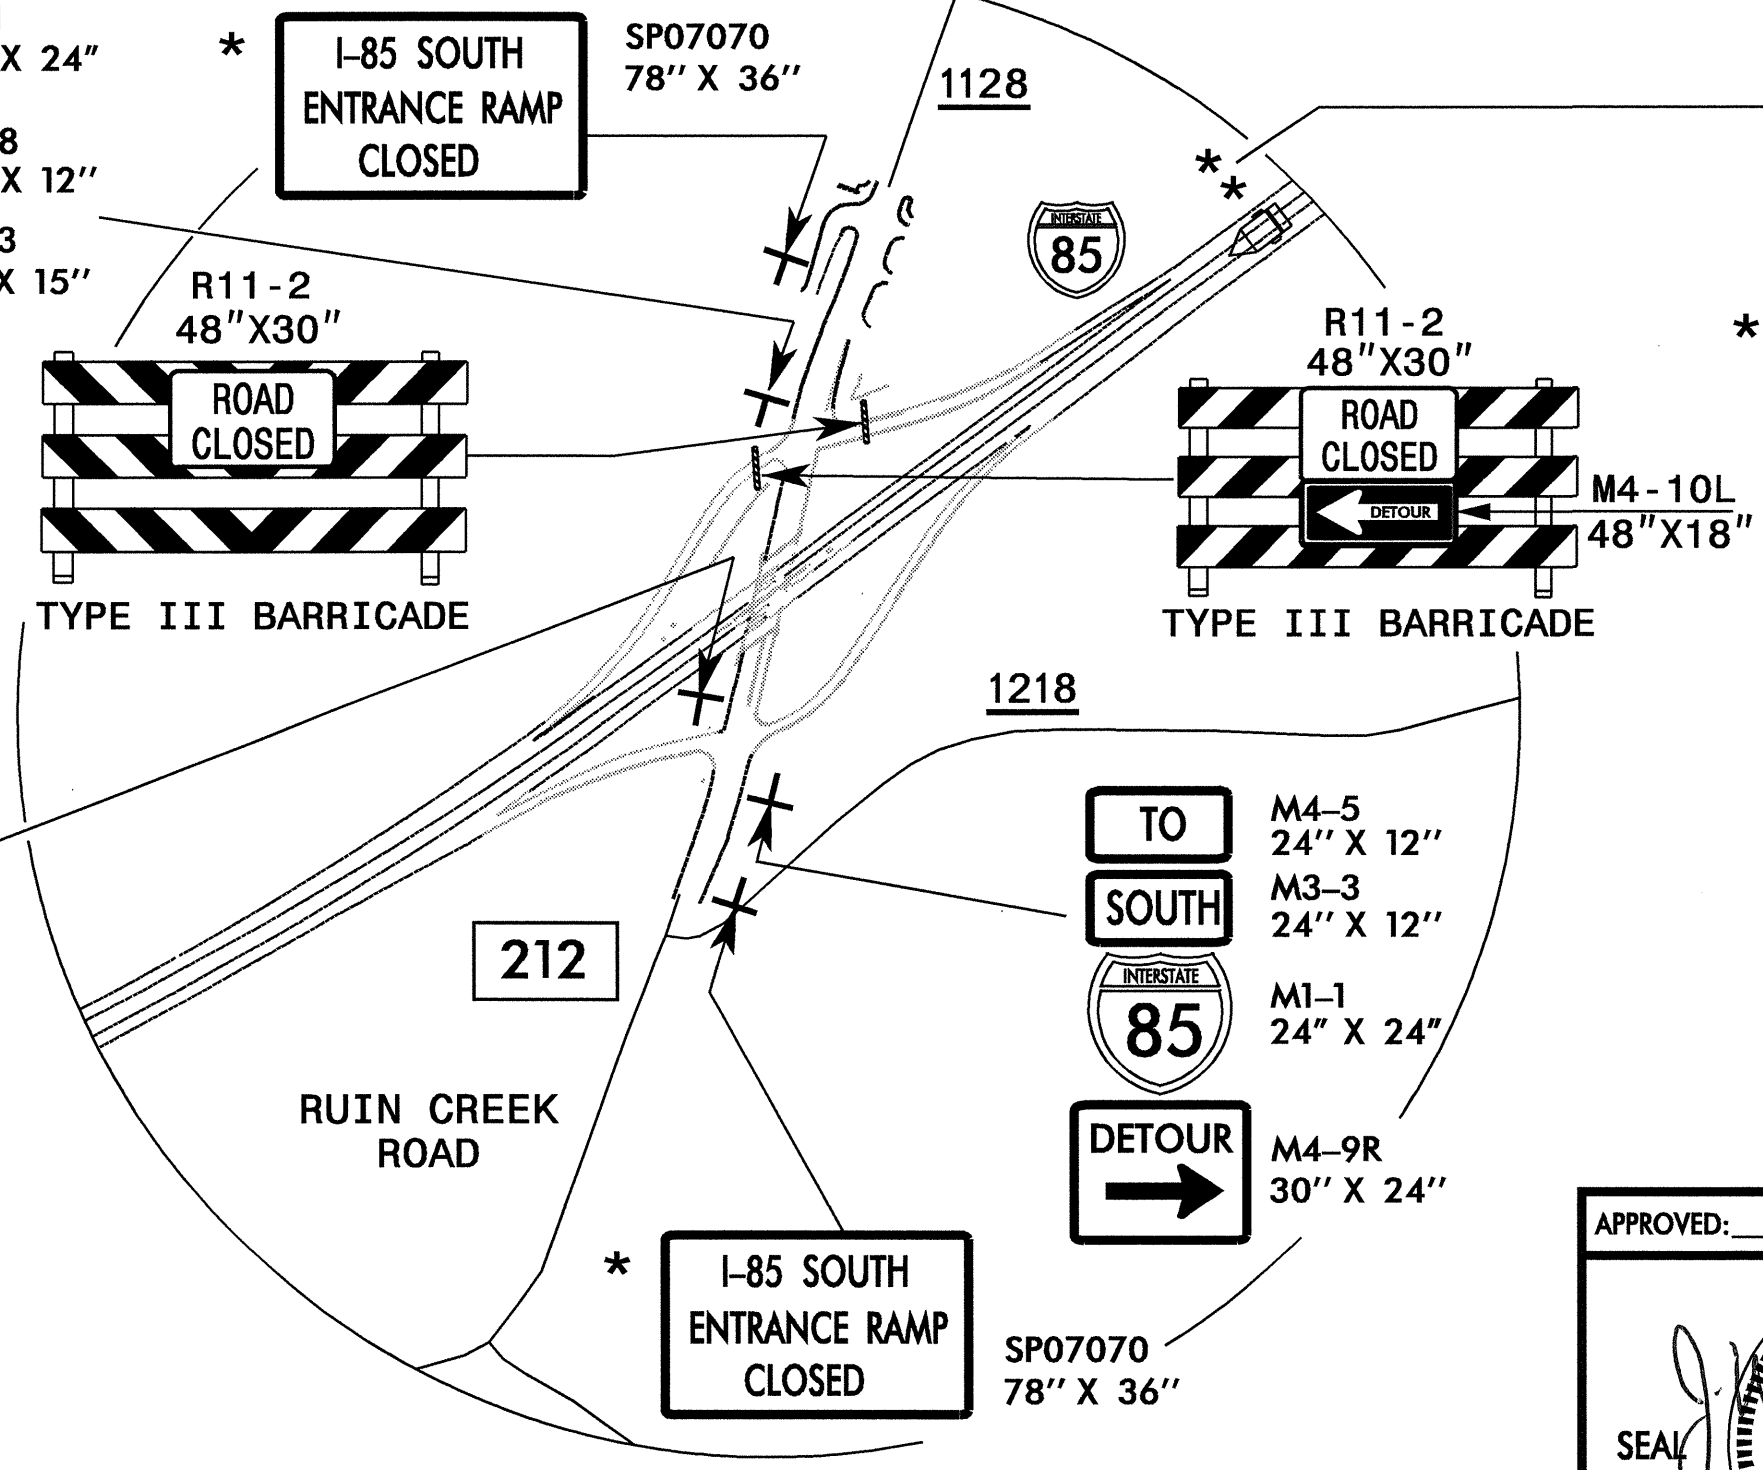 X 24"
8
X 12"
3
X 15"
*
I-85 SOUTH
ENTRANCE RAMP
CLOSED
SP07070
78" X 36"
1128
*
*
INTERSTATE
85
R11-2
48"X30"
ROAD
CLOSED
TYPE III BARRICADE
R11-2
48"X30"
*
ROAD
CLOSED
DETOUR
M4-10L
48"X18"
TYPE III BARRICADE
1218
TO
M4-5
24" X 12"
SOUTH
M3-3
24" X 12"
INTERSTATE
85
M1-1
24" X 24"
DETOUR
M4-9R
30" X 24"
212
RUIN CREEK
ROAD
*
I-85 SOUTH
ENTRANCE RAMP
CLOSED
SP07070
78" X 36"
APPROVED:
SEAL